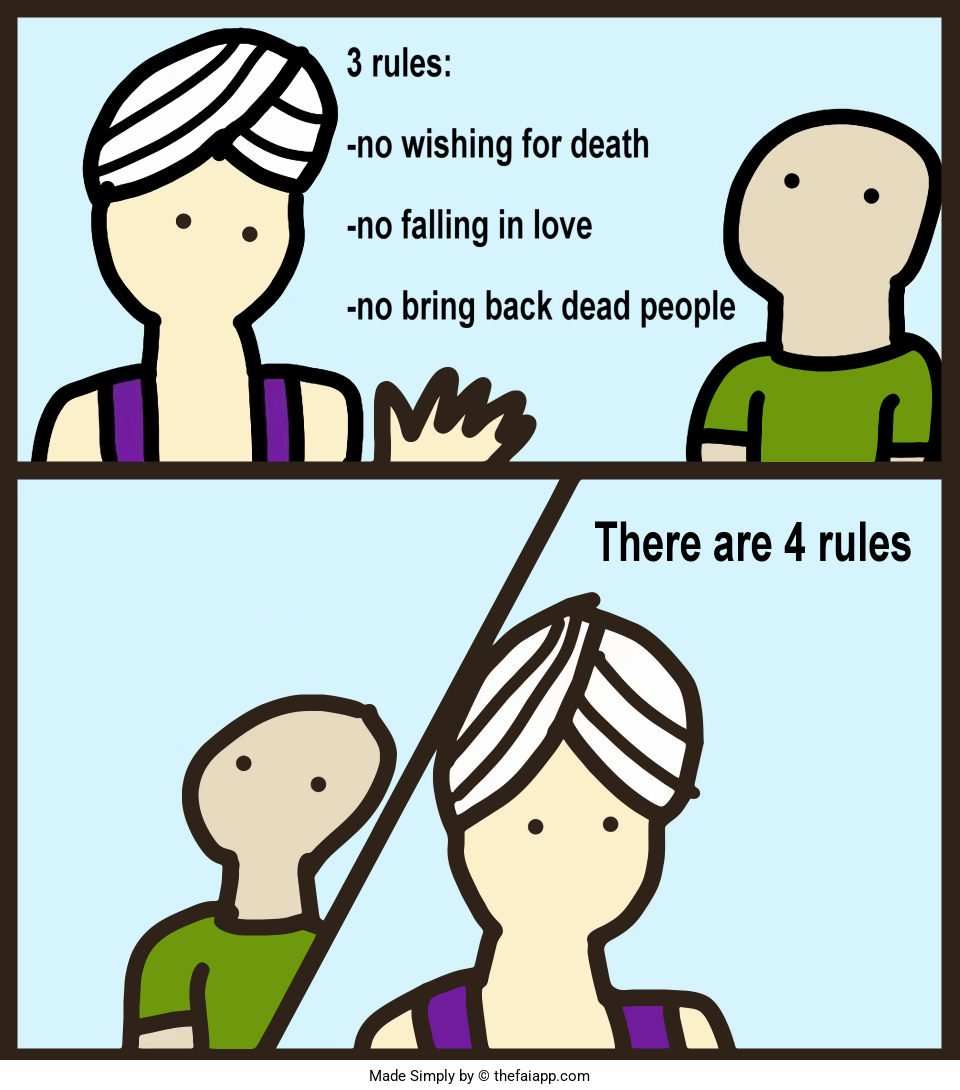 3 rules:
-no wishing for death
-no falling in love
-no bring back dead people
There are 4 rules
Made Simply by © thefaiapp.com